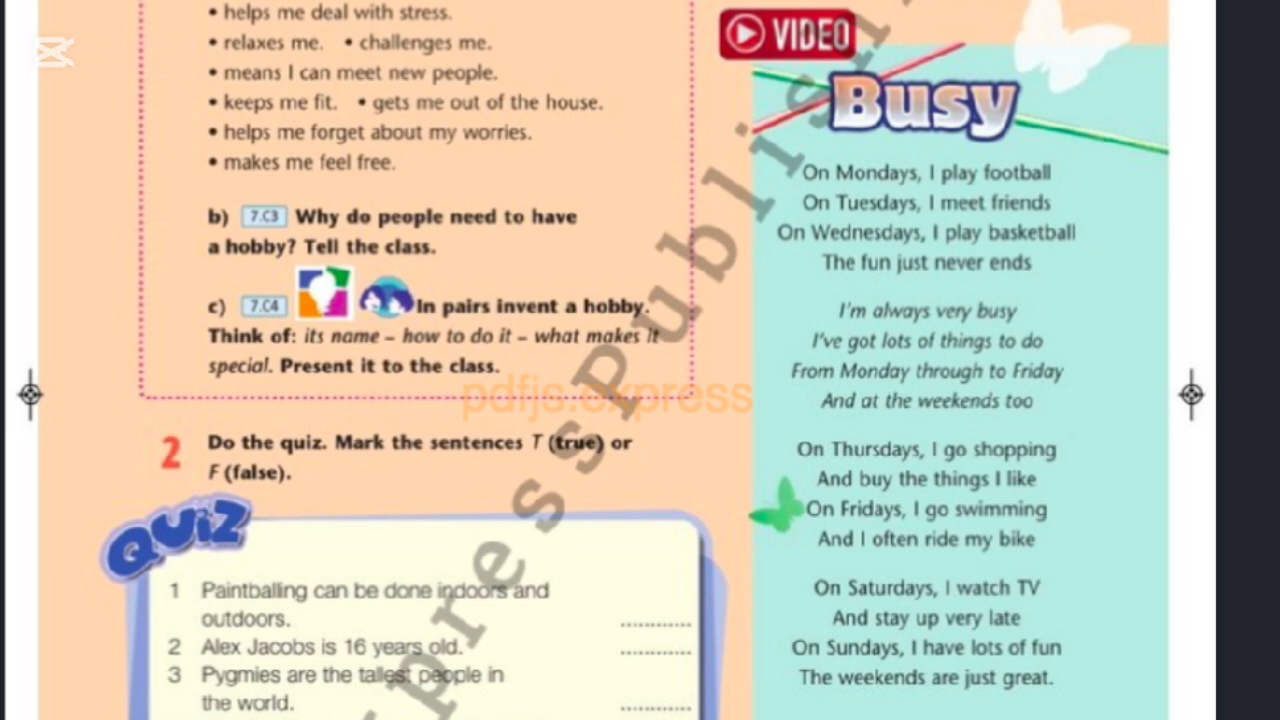 • helps me deal with stress.
• relaxes me. • challenges me.
• means I can meet new people.
• keeps me fit. • gets me out of the house.
• helps me forget about my worries.
• makes me feel free.
b) 7.C3 Why do people need to have
a hobby? Tell the class.
c) 7.C4 In pairs invent a hobby.
Think of: its name – how to do it – what makes it
special. Present it to the class.
pdfjs.express
2 Do the quiz. Mark the sentences T (true) or
F (false).
QUIZ
1 Paintballing can be done indoors and
outdoors. ............
2 Alex Jacobs is 16 years old. ............
3 Pygmies are the tallest people in
the world. ............
VIDEO
Busy
On Mondays, I play football
On Tuesdays, I meet friends
On Wednesdays, I play basketball
The fun just never ends
I'm always very busy
I've got lots of things to do
From Monday through to Friday
And at the weekends too
On Thursdays, I go shopping
And buy the things I like
On Fridays, I go swimming
And I often ride my bike
On Saturdays, I watch TV
And stay up very late
On Sundays, I have lots of fun
The weekends are just great.